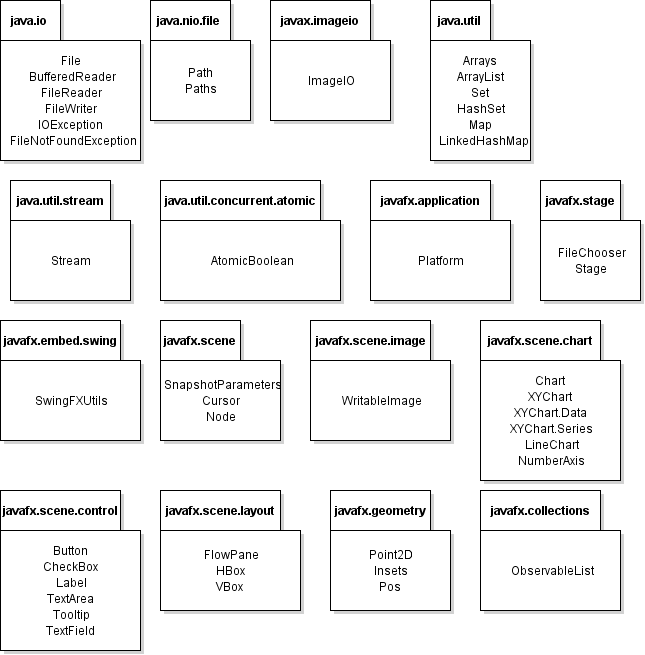 java.io
File
BufferedReader
FileReader
FileWriter
IOException
FileNotFoundException
java.nio.file
Path
Paths
javax.imageio
ImageIO
java.util
Arrays
ArrayList
Set
HashSet
Map
LinkedHashMap
java.util.stream
Stream
java.util.concurrent.atomic
AtomicBoolean
javafx.application
Platform
javafx.stage
FileChooser
Stage
javafx.embed.swing
SwingFXUtils
javafx.scene
SnapshotParameters
Cursor
Node
javafx.scene.image
WritableImage
javafx.scene.chart
Chart
XYChart
XYChart.Data
XYChart.Series
LineChart
NumberAxis
javafx.scene.control
Button
CheckBox
Label
TextArea
Tooltip
TextField
javafx.scene.layout
FlowPane
HBox
VBox
javafx.geometry
Point2D
Insets
Pos
javafx.collections
ObservableList